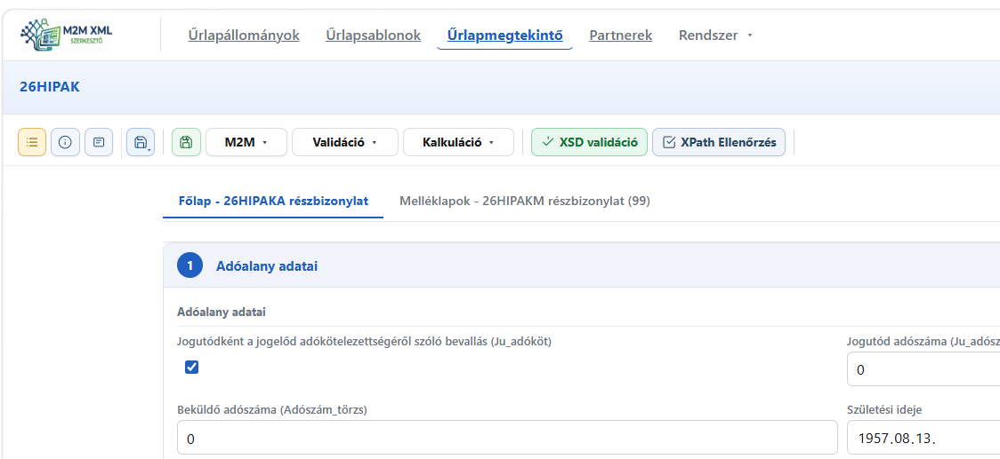 M2M XML
SZERKESZTŐ
Űrlapállományok Űrlapsablonok Űrlapmegtekintő Partnerek Rendszer
26HIPAK
M2M Validáció Kalkuláció XSD validáció XPath Ellenőrzés
Főlap - 26HIPAKA részbizonylat Melléklapok - 26HIPAKM részbizonylat (99)
1 Adóalany adatai
Adóalany adatai
Jogutódként a jogelőd adókötelezettségéről szóló bevallás (Ju_adóköt) Jogutód adószáma (Ju_adósz
0
Beküldő adószáma (Adószám_törzs) Születési ideje
0 1957.08.13.